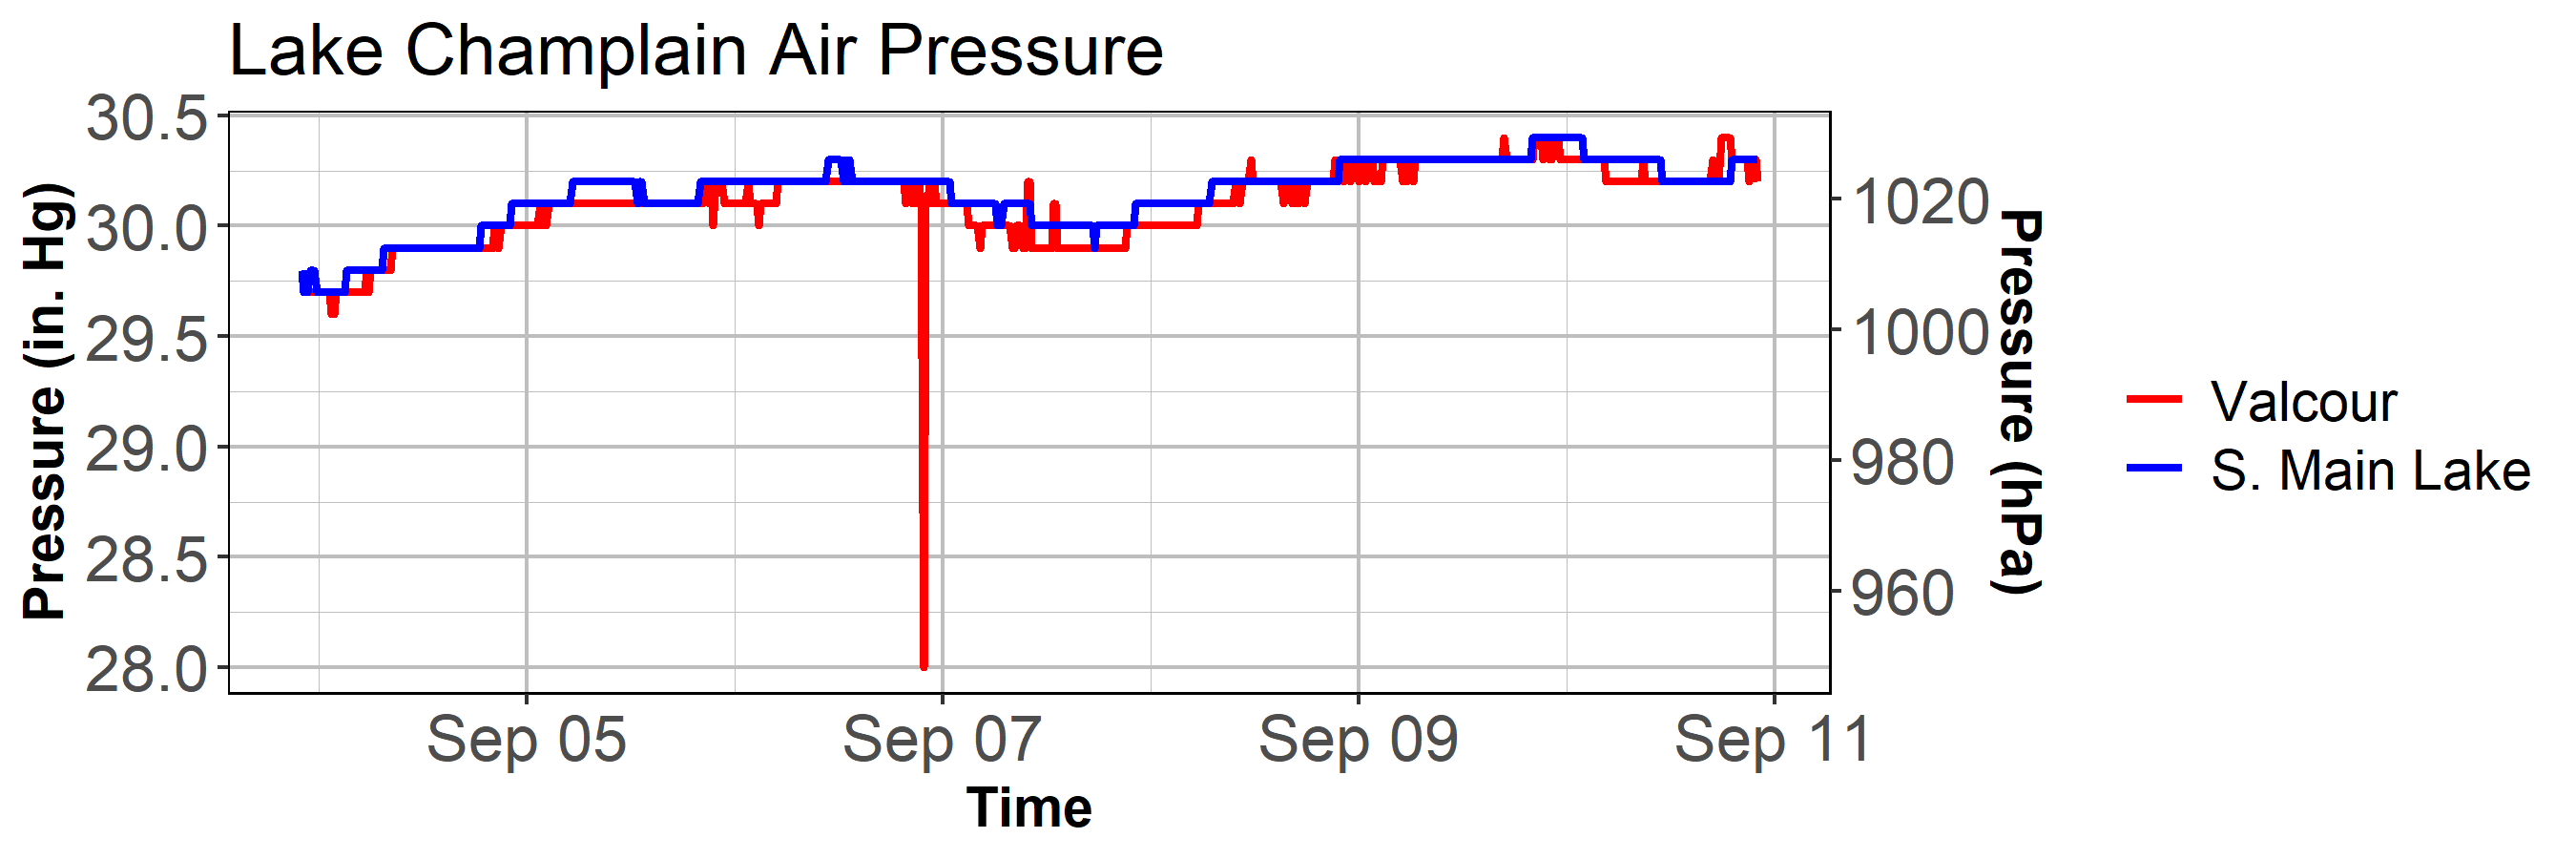 Lake Champlain Air Pressure
Pressure (in. Hg)
30.5
30.0
29.5
29.0
28.5
28.0
1020
1000
980
960
Pressure (hPa)
Valcour
S. Main Lake
Sep 05 Sep 07 Sep 09 Sep 11
Time